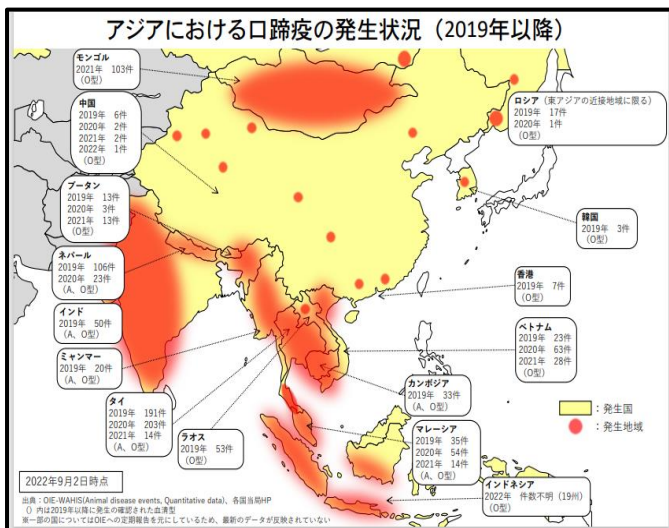 アジアにおける口蹄疫の発生状況（2019年以降）
モンゴル
2021年 103件
（O型）
中国
2019年 6件
2020年 2件
2021年 2件
2022年 1件
（O型）
ブータン
2019年 13件
2020年 3件
2021年 13件
（O型）
ネパール
2019年 106件
2020年 23件
（A、O型）
インド
2019年 50件
（A、O型）
ミャンマー
2019年 20件
（A、O型）
タイ
2019年 191件
2020年 203件
2021年 14件
（A、O型）
ラオス
2019年 53件
（O型）
ロシア（東アジアの近接地域に限る）
2019年 17件
2020年 1件
（O型）
韓国
2019年 3件
（O型）
香港
2019年 7件
（O型）
ベトナム
2019年 23件
2020年 63件
2021年 28件
（O型）
カンボジア
2019年 33件
（A、O型）
マレーシア
2019年 35件
2020年 54件
2021年 14件
（A、O型）
インドネシア
2022年 件数不明（19州）
（O型）
：発生国
：発生地域
2022年9月2日時点
出典：OIE-WAHIS(Animal disease events, Quantitative data)、各国当局HP
（）内は2019年以降に発生の確認された血清型
※一部の国についてはOIEへの定期報告を元にしているため、最新のデータが反映されていない